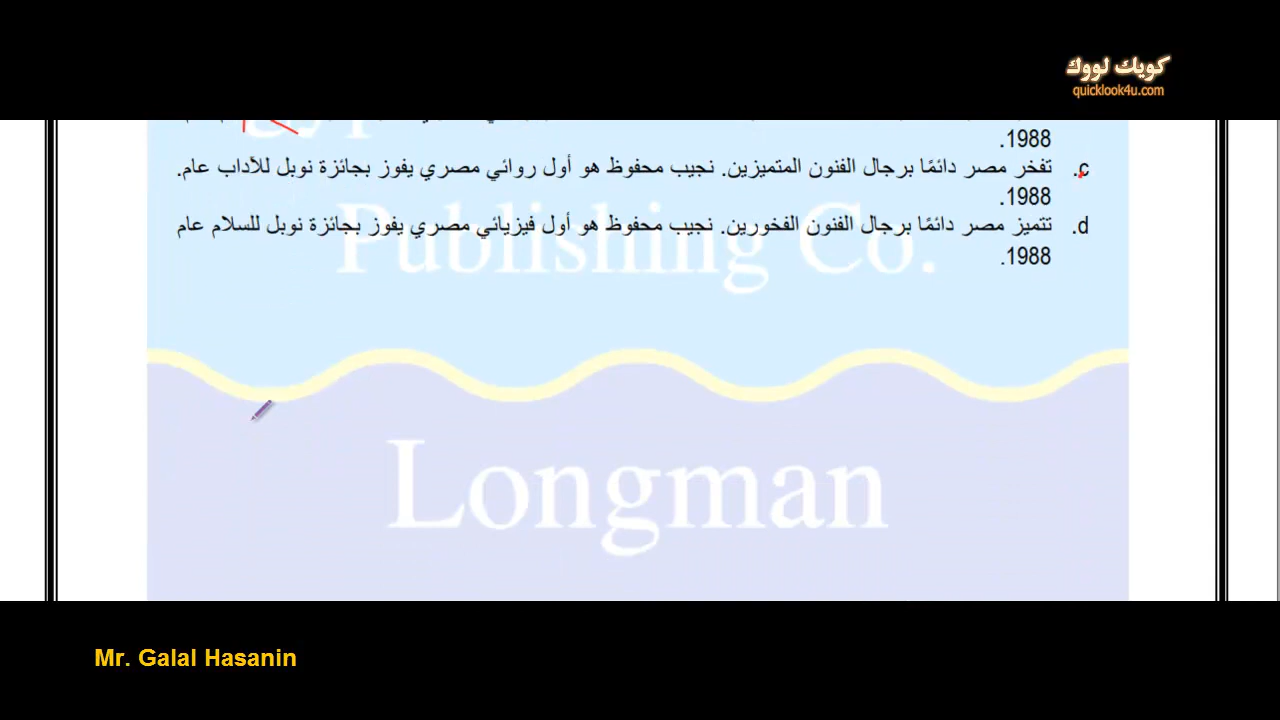 كويك لووك
quicklook4u.com
1988.
c. تفخر مصر دائمًا برجال الفنون المتميزين. نجيب محفوظ هو أول روائي مصري يفوز بجائزة نوبل للآداب عام.
1988.
d. تتميز مصر دائمًا برجال الفنون الفخورين. نجيب محفوظ هو أول فيزيائي مصري يفوز بجائزة نوبل للسلام عام
1988.
Publishing Co.
Longman
Mr. Galal Hasanin